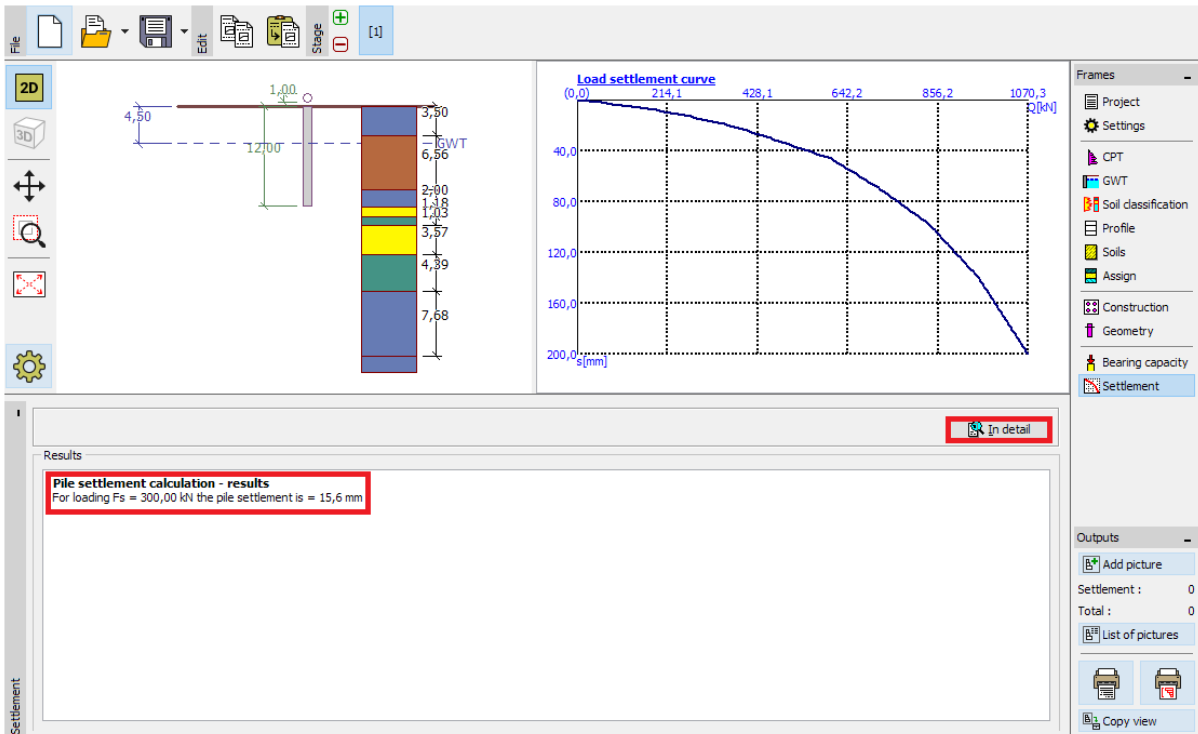 File
Edit
Stage
[1]
2D
3D
1,00
4,50
12,00
3,50
GWT
6,56
2,00
1,18
1,03
3,57
4,39
7,68
Load settlement curve
(0,0) 214,1 428,1 642,2 856,2 1070,3
Q[kN]
40,0
80,0
120,0
160,0
200,0
s[mm]
Frames
Project
Settings
CPT
GWT
Soil classification
Profile
Soils
Assign
Construction
Geometry
Bearing capacity
Settlement
In detail
Results
Pile settlement calculation - results
For loading Fs = 300,00 kN the pile settlement is = 15,6 mm
Settlement
Outputs
Add picture
Settlement : 0
Total : 0
List of pictures
Copy view